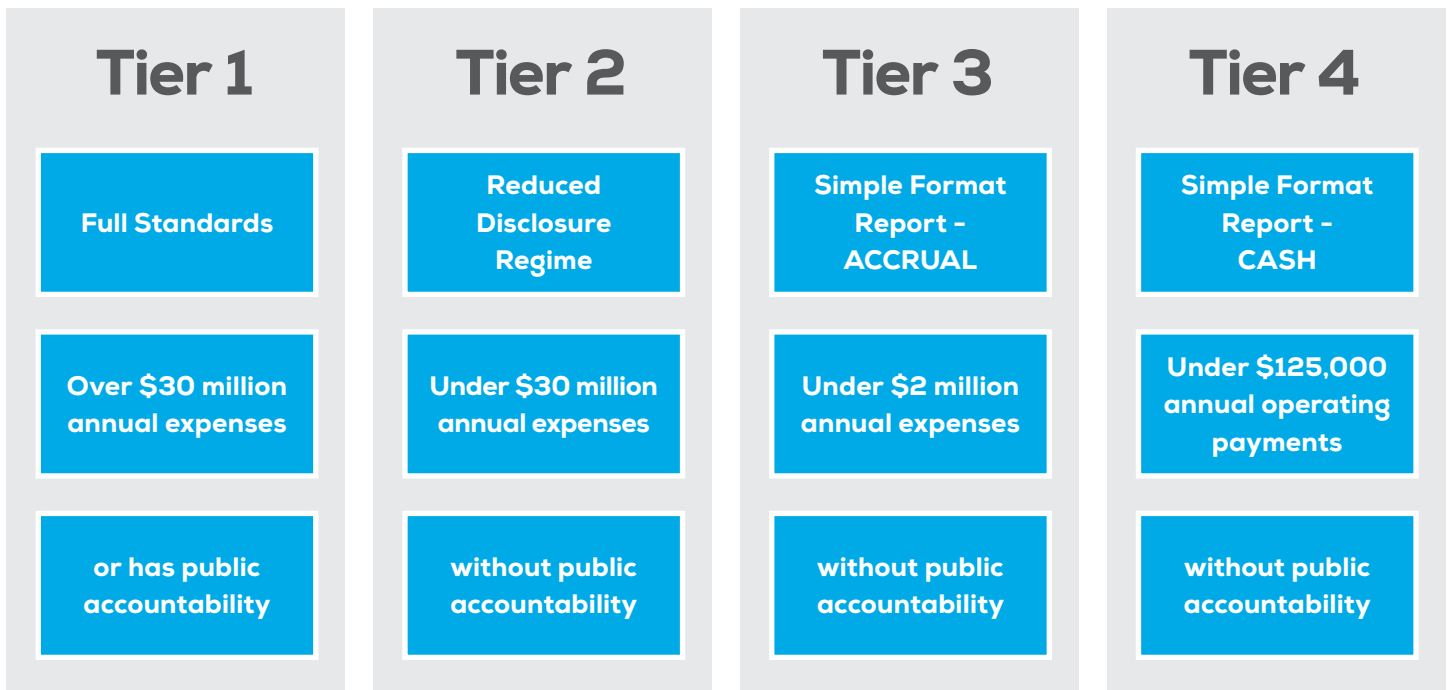 Tier 1
Full Standards
Over $30 million
annual expenses
or has public
accountability
Tier 2
Reduced
Disclosure
Regime
Under $30 million
annual expenses
without public
accountability
Tier 3
Simple Format
Report -
ACCRUAL
Under $2 million
annual expenses
without public
accountability
Tier 4
Simple Format
Report -
CASH
Under $125,000
annual operating
payments
without public
accountability